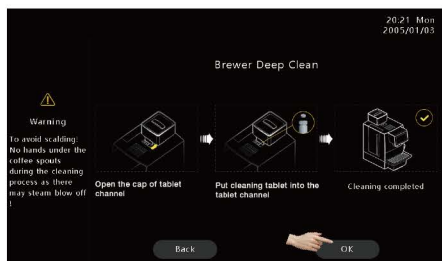 20:21 Mon
2005/01/03
Brewer Deep Clean
Warning
To avoid scalding:
No hands under the
coffee spouts
during the cleaning
process as there
may steam blow off
!
Open the cap of tablet
channel
Put cleaning tablet into the
tablet channel
Cleaning completed
Back
OK